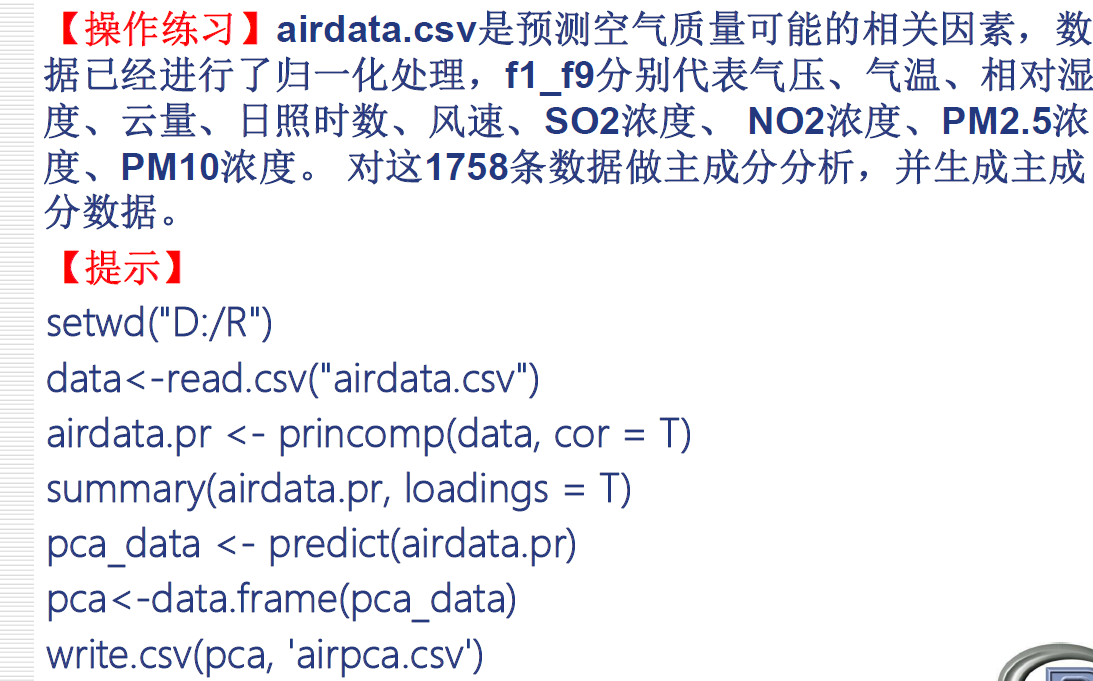 【操作练习】airdata.csv是预测空气质量可能的相关因素，数
据已经进行了归一化处理，f1_f9分别代表气压、气温、相对湿
度、云量、日照时数、风速、SO2浓度、 NO2浓度、PM2.5浓
度、PM10浓度。 对这1758条数据做主成分分析，并生成主成
分数据。
【提示】
setwd("D:/R")
data<-read.csv("airdata.csv")
airdata.pr <- princomp(data, cor = T)
summary(airdata.pr, loadings = T)
pca_data <- predict(airdata.pr)
pca<-data.frame(pca_data)
write.csv(pca, 'airpca.csv')